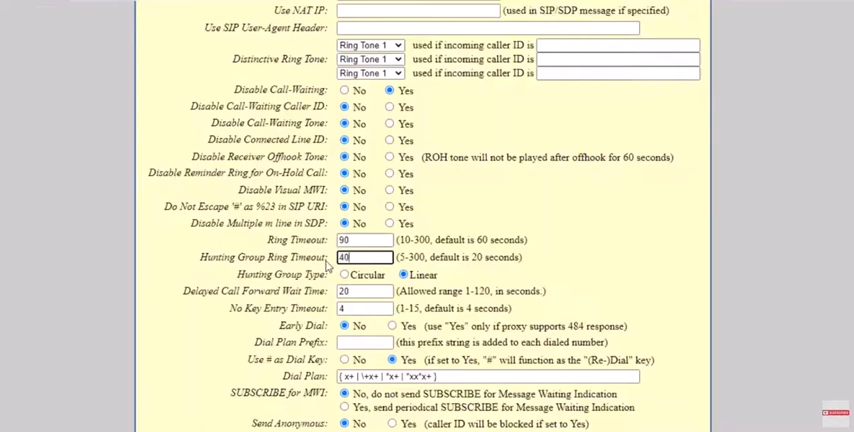 Use NAT IP: (used in SIP/SDP message if specified)
Use SIP User-Agent Header:
Ring Tone 1 used if incoming caller ID is
Distinctive Ring Tone: Ring Tone 1 used if incoming caller ID is
Ring Tone 1 used if incoming caller ID is
Disable Call-Waiting: No Yes
Disable Call-Waiting Caller ID: No Yes
Disable Call-Waiting Tone: No Yes
Disable Connected Line ID: No Yes
Disable Receiver Offhook Tone: No Yes (ROH tone will not be played after offhook for 60 seconds)
Disable Reminder Ring for On-Hold Call: No Yes
Disable Visual MWI: No Yes
Do Not Escape '#' as %23 in SIP URI: No Yes
Disable Multiple m line in SDP: No Yes
Ring Timeout: 90 (10-300, default is 60 seconds)
Hunting Group Ring Timeout: 40 (5-300, default is 20 seconds)
Hunting Group Type: Circular Linear
Delayed Call Forward Wait Time: 20 (Allowed range 1-120, in seconds.)
No Key Entry Timeout: 4 (1-15, default is 4 seconds)
Early Dial: No Yes (use "Yes" only if proxy supports 484 response)
Dial Plan Prefix: (this prefix string is added to each dialed number)
Use # as Dial Key: No Yes (if set to Yes, "#" will function as the "(Re-)Dial" key)
Dial Plan: { x+ | \+x+ | *x+ | *xx*x+ }
SUBSCRIBE for MWI: No, do not send SUBSCRIBE for Message Waiting Indication
Yes, send periodical SUBSCRIBE for Message Waiting Indication
Send Anonymous: No Yes (caller ID will be blocked if set to Yes)
SUBSCRIBE